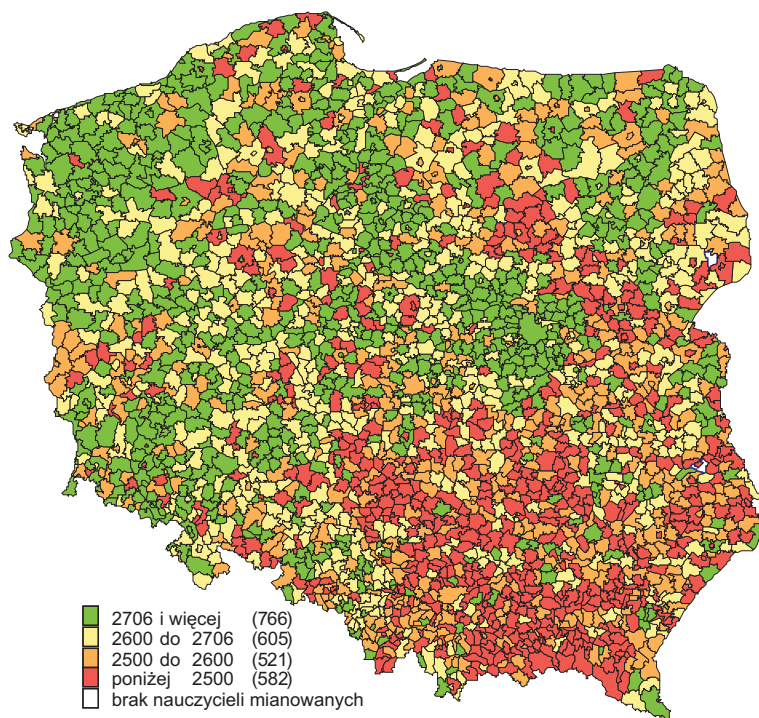 2706 i więcej (766)
2600 do 2706 (605)
2500 do 2600 (521)
poniżej 2500 (582)
brak nauczycieli mianowanych